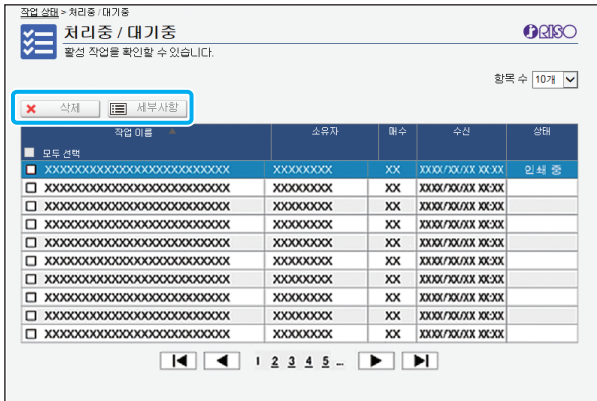 작업 상태 > 처리중 / 대기중
처리중 / 대기중
RISO
활성 작업을 확인할 수 있습니다.
항목 수 10개
삭제 세부사항
작업 이름 소유자 매수 수신 상태
모두 선택
XXXXXXXXXXXXXXXXXXXXXXXXX XXXXXXXX XX XXXX/XX/XX XX:XX 인쇄 중
XXXXXXXXXXXXXXXXXXXXXXXXX XXXXXXXX XX XXXX/XX/XX XX:XX
XXXXXXXXXXXXXXXXXXXXXXXXX XXXXXXXX XX XXXX/XX/XX XX:XX
XXXXXXXXXXXXXXXXXXXXXXXXX XXXXXXXX XX XXXX/XX/XX XX:XX
XXXXXXXXXXXXXXXXXXXXXXXXX XXXXXXXX XX XXXX/XX/XX XX:XX
XXXXXXXXXXXXXXXXXXXXXXXXX XXXXXXXX XX XXXX/XX/XX XX:XX
XXXXXXXXXXXXXXXXXXXXXXXXX XXXXXXXX XX XXXX/XX/XX XX:XX
XXXXXXXXXXXXXXXXXXXXXXXXX XXXXXXXX XX XXXX/XX/XX XX:XX
XXXXXXXXXXXXXXXXXXXXXXXXX XXXXXXXX XX XXXX/XX/XX XX:XX
XXXXXXXXXXXXXXXXXXXXXXXXX XXXXXXXX XX XXXX/XX/XX XX:XX
1 2 3 4 5 ...